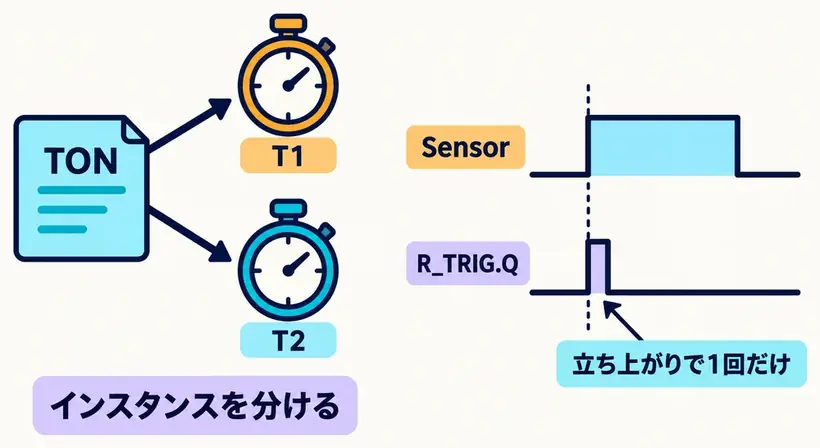 TON
T1
T2
インスタンスを分ける
Sensor
R_TRIG.Q
立ち上がりで1回だけ